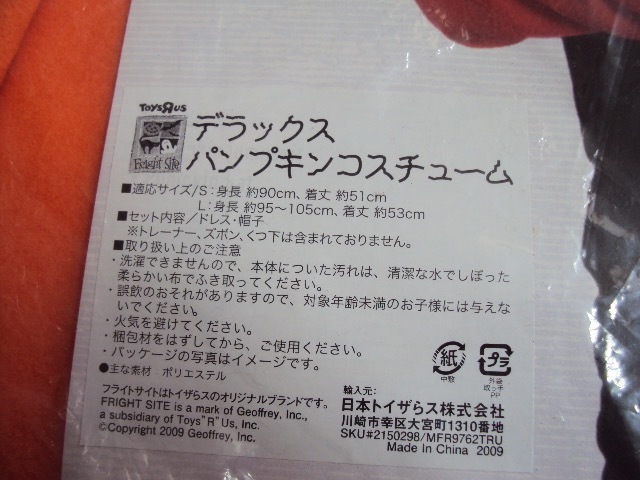 TOYSЯUS
Fright Site
デラックス
パンプキンコスチューム
■適応サイズ/S:身長 約90cm、着丈 約51cm
L:身長 約95〜105cm、着丈 約53cm
■セット内容/ドレス・帽子
※トレーナー、ズボン、くつ下は含まれておりません。
■取り扱い上のご注意
・洗濯できませんので、本体についた汚れは、清潔な水でしぼった
柔らかい布でふき取ってください。
・誤飲のおそれがありますので、対象年齢未満のお子様には与えな
いでください。
・火気を避けてください。
・梱包材をはずしてから、ご使用ください。
・パッケージの写真はイメージです。
●主な素材 ポリエステル
紙
中敷
プラ
外袋
取っ手
PP
フライトサイトはトイザらスのオリジナルブランドです。
FRIGHT SITE is a mark of Geoffrey, Inc.,
a subsidiary of Toys"R"Us, Inc.
©Copyright 2009 Geoffrey, Inc.
輸入元:
日本トイザらス株式会社
川崎市幸区大宮町1310番地
SKU#2150298/MFR9762TRU
Made In China 2009